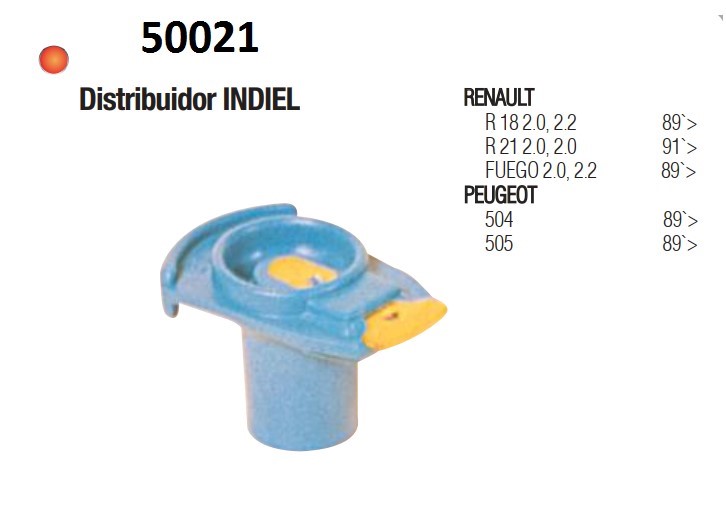 50021
Distribuidor INDIEL
RENAULT
R 18 2.0, 2.2 89`>
R 21 2.0, 2.0 91`>
FUEGO 2.0, 2.2 89`>
PEUGEOT
504 89`>
505 89`>